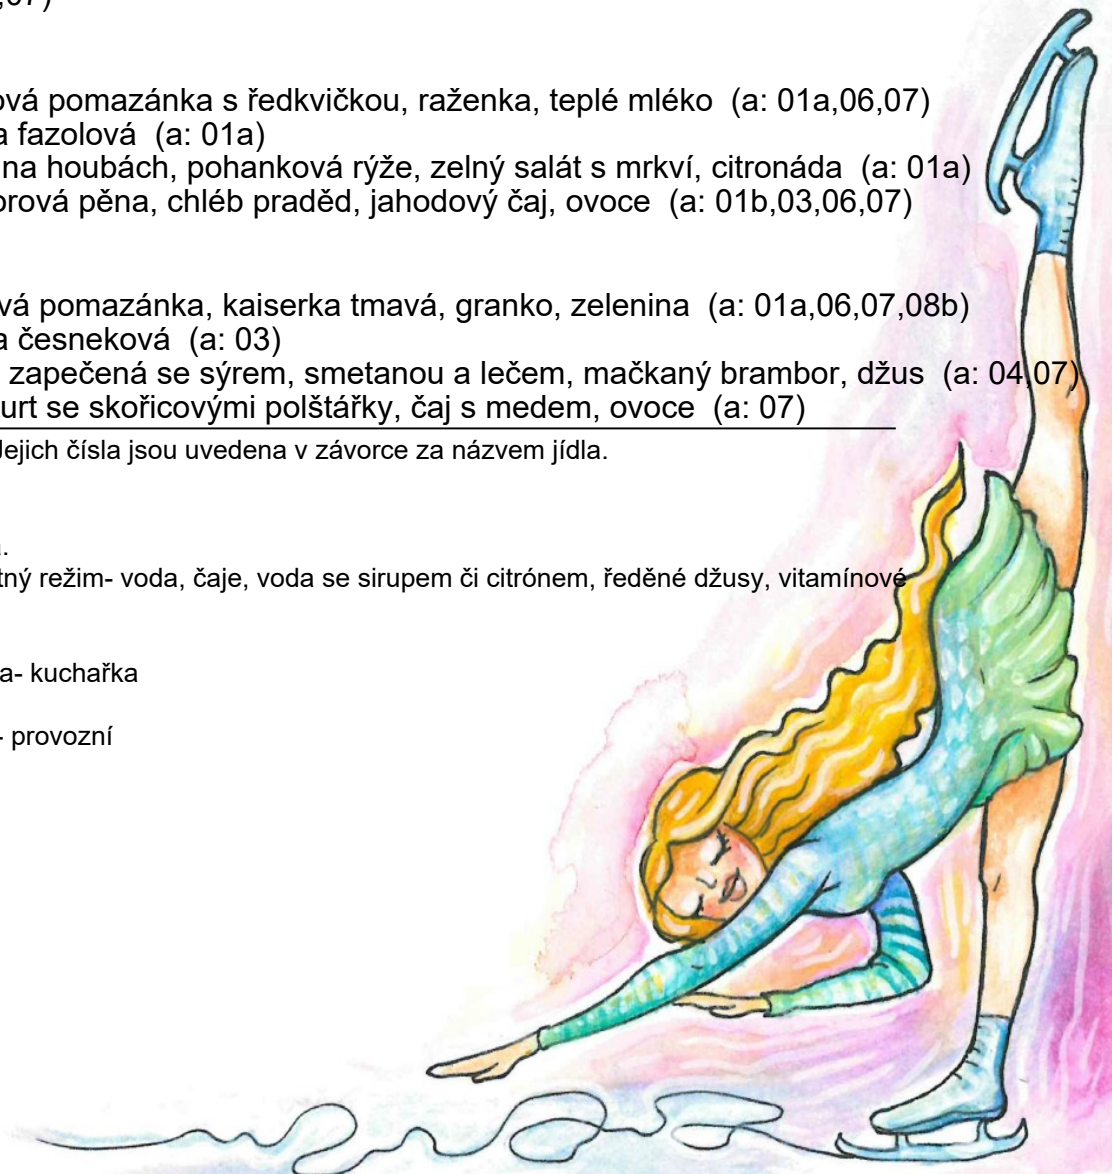 ,07)
ová pomazánka s ředkvičkou, raženka, teplé mléko (a: 01a,06,07)
a fazolová (a: 01a)
na houbách, pohanková rýže, zelný salát s mrkví, citronáda (a: 01a)
orová pěna, chléb praděd, jahodový čaj, ovoce (a: 01b,03,06,07)
vá pomazánka, kaiserka tmavá, granko, zelenina (a: 01a,06,07,08b)
a česneková (a: 03)
zapečená se sýrem, smetanou a lečem, mačkaný brambor, džus (a: 04,07)
urt se skořicovými polštářky, čaj s medem, ovoce (a: 07)
Jejich čísla jsou uvedena v závorce za názvem jídla.
tný režim- voda, čaje, voda se sirupem či citrónem, ředěné džusy, vitamínové
a- kuchařka
- provozní